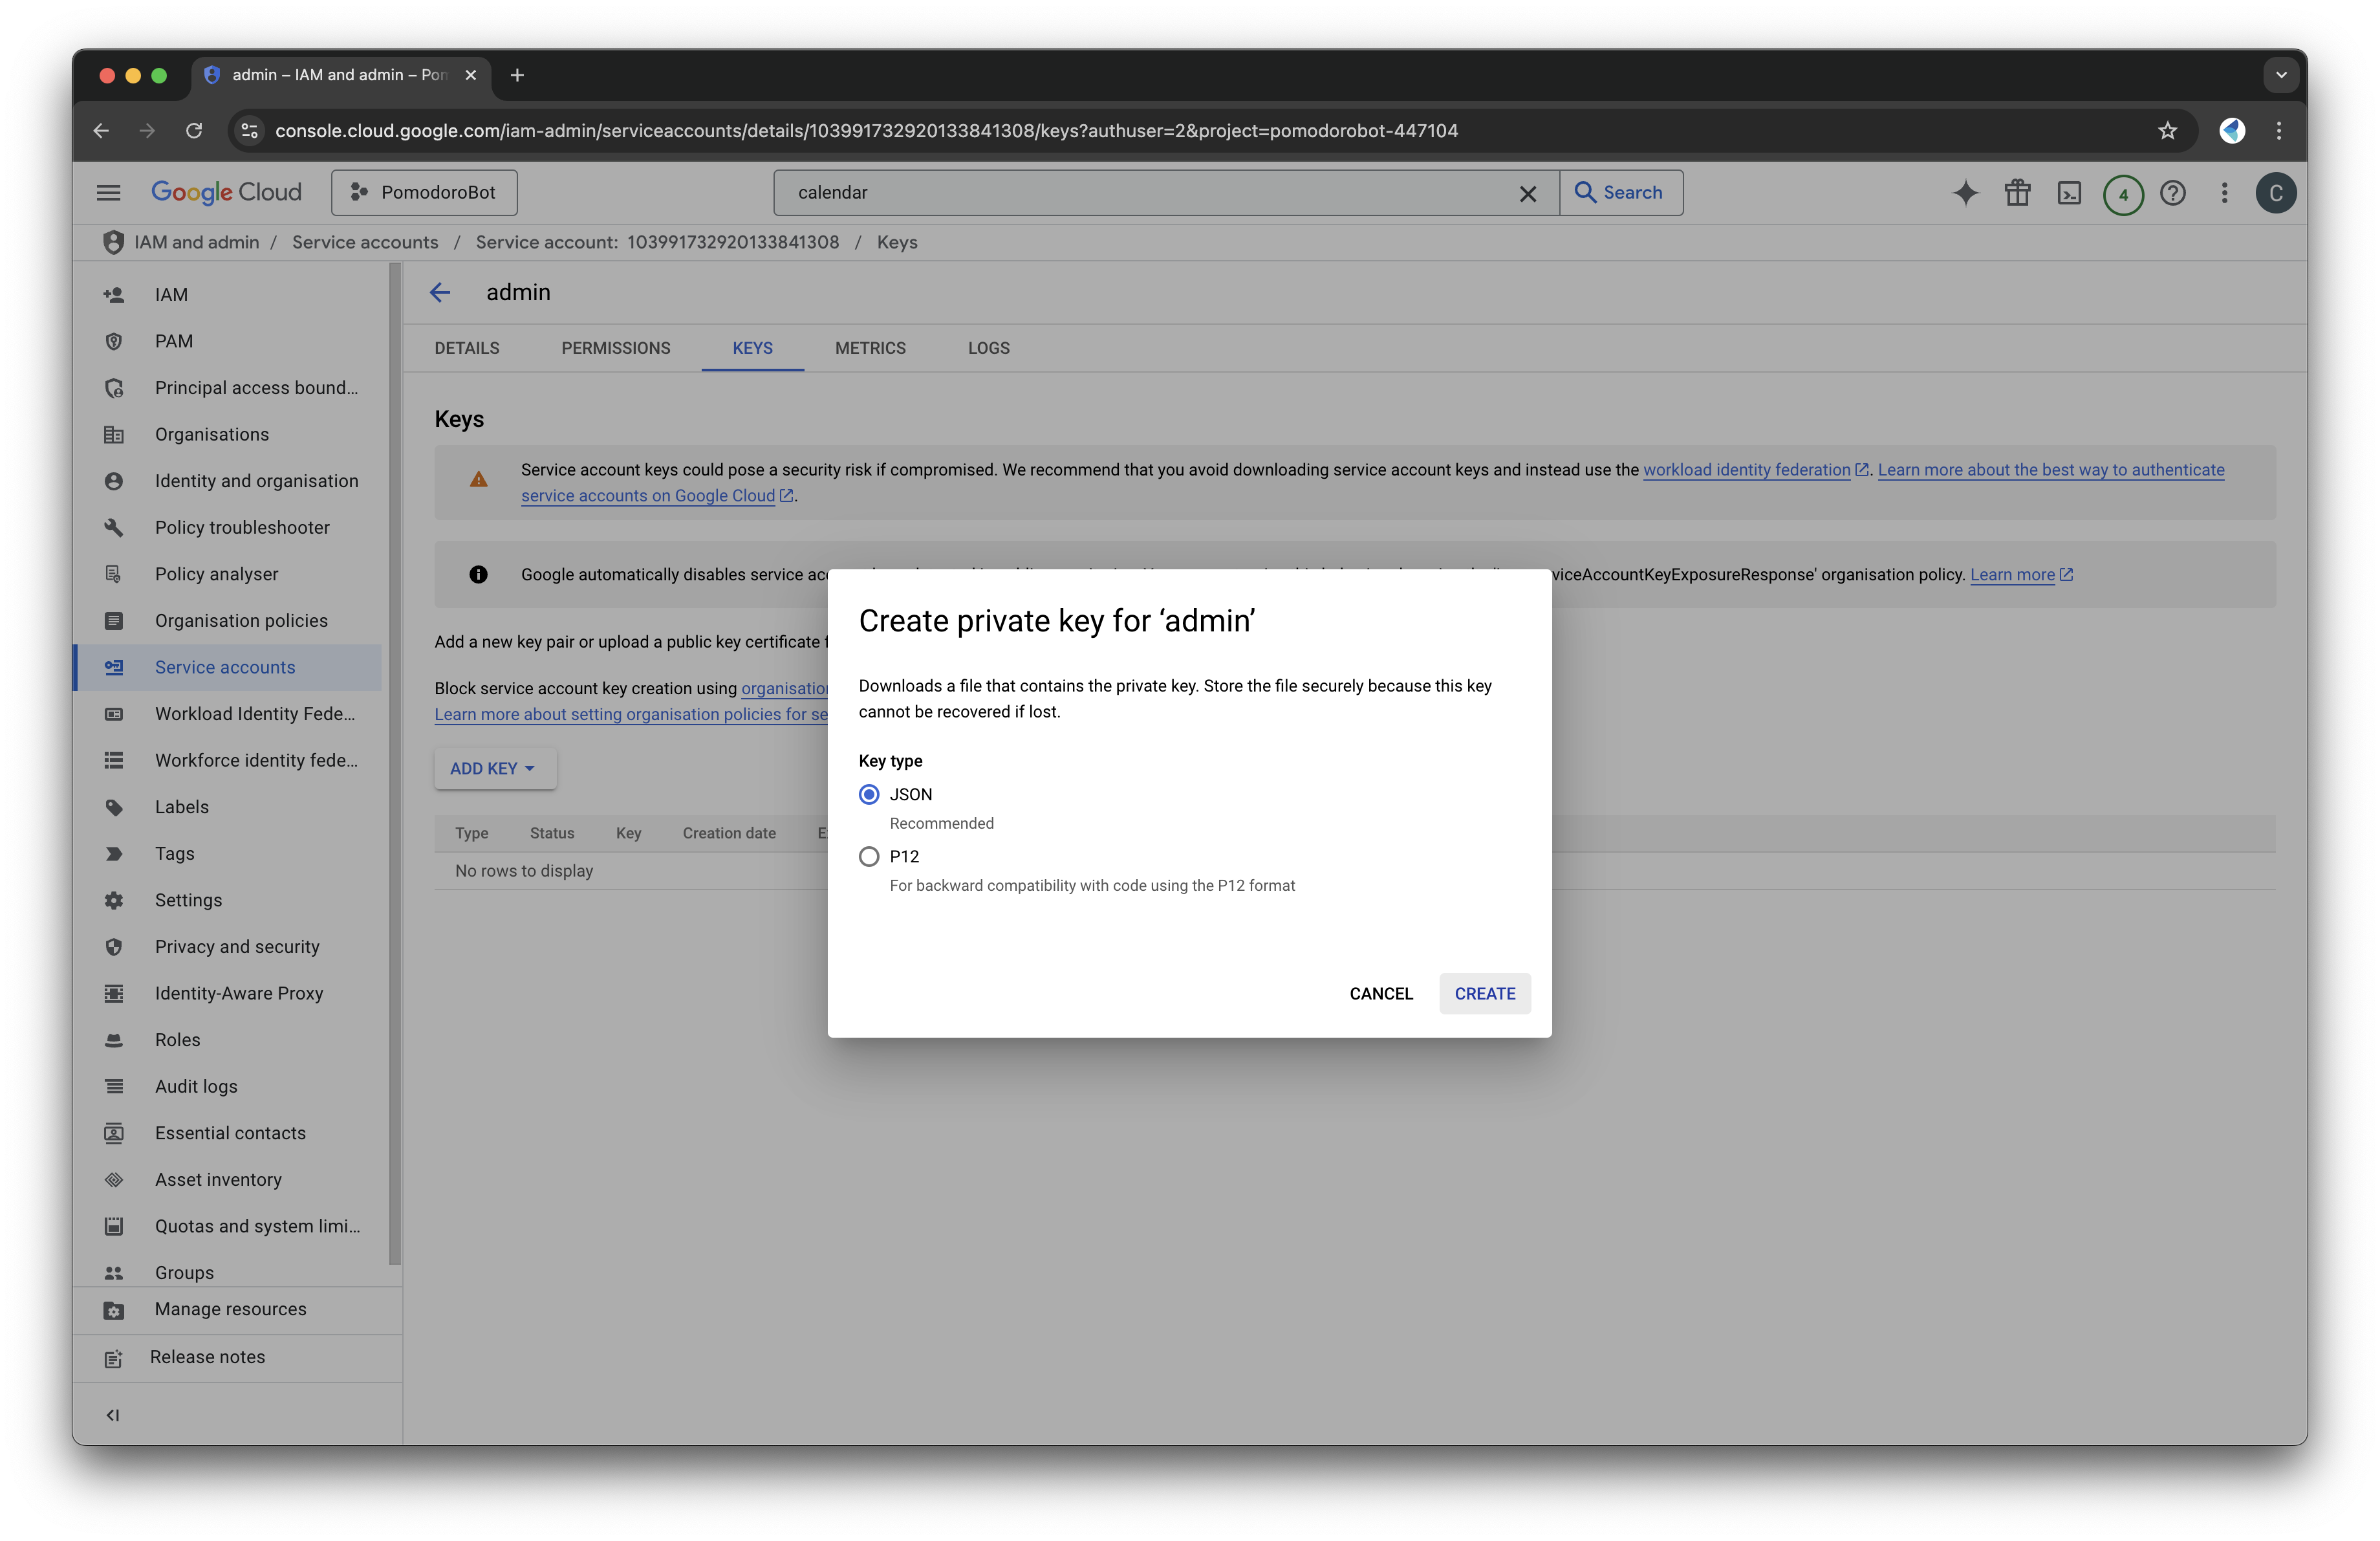 admin – IAM and admin – Pom
console.cloud.google.com/iam-admin/serviceaccounts/details/103991732920133841308/keys?authuser=2&project=pomodorobot-447104
Google Cloud
PomodoroBot
calendar
Search
4
C
IAM and admin / Service accounts / Service account: 103991732920133841308 / Keys
IAM
PAM
Principal access bound...
Organisations
Identity and organisation
Policy troubleshooter
Policy analyser
Organisation policies
Service accounts
Workload Identity Fede...
Workforce identity fede...
Labels
Tags
Settings
Privacy and security
Identity-Aware Proxy
Roles
Audit logs
Essential contacts
Asset inventory
Quotas and system limi...
Groups
Manage resources
Release notes
admin
DETAILS PERMISSIONS KEYS METRICS LOGS
Keys
Service account keys could pose a security risk if compromised. We recommend that you avoid downloading service account keys and instead use the workload identity federation. Learn more about the best way to authenticate
service accounts on Google Cloud.
Google automatically disables service viceAccountKeyExposureResponse' organisation policy. Learn more
Add a new key pair or upload a public key certificate
Block service account key creation using
Learn more about setting organisation policies for
ADD KEY
Type Status Key Creation date
No rows to display
Create private key for ‘admin’
Downloads a file that contains the private key. Store the file securely because this key
cannot be recovered if lost.
Key type
JSON
Recommended
P12
For backward compatibility with code using the P12 format
CANCEL CREATE